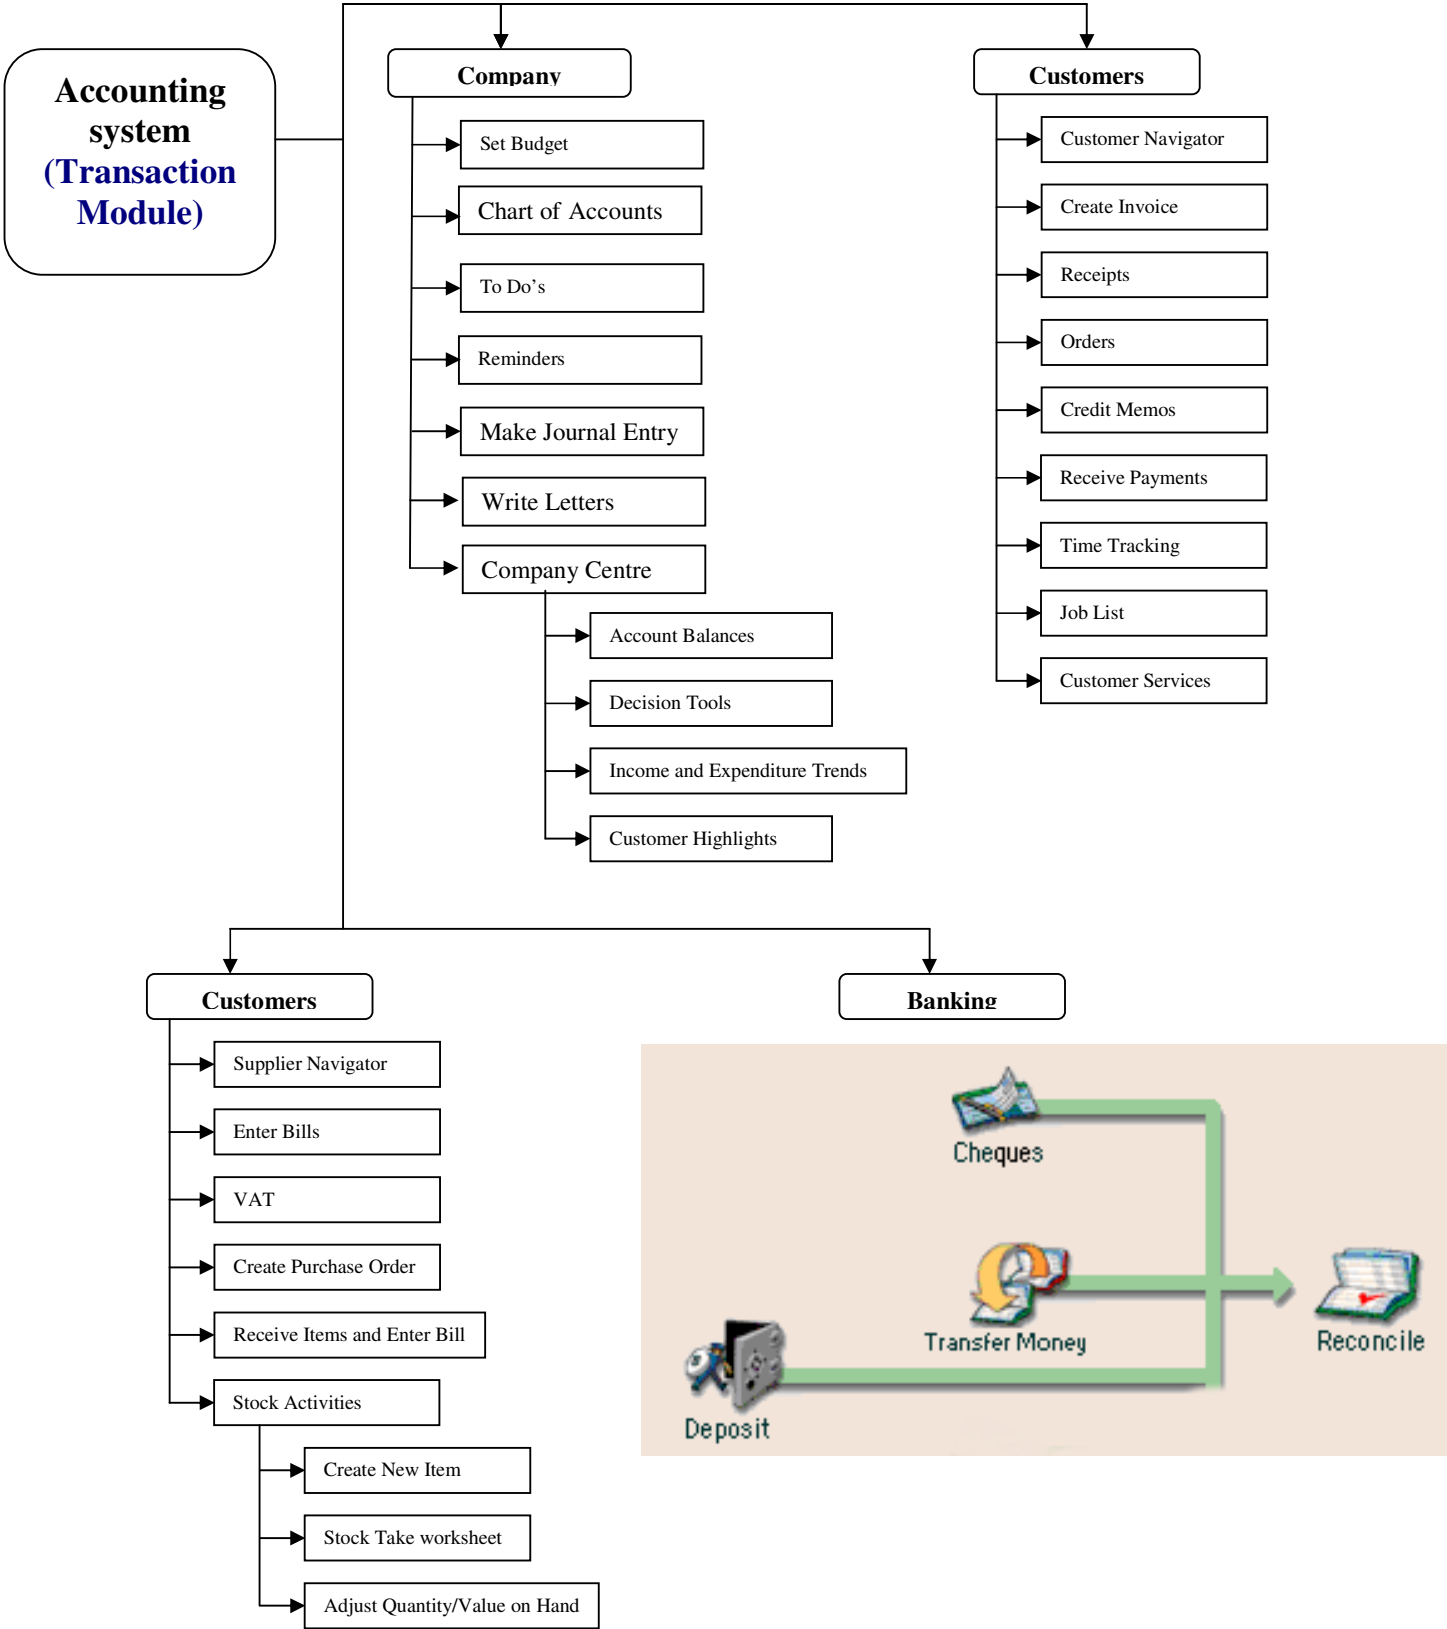 Accounting
system
(Transaction
Module)
Company
Set Budget
Chart of Accounts
To Do’s
Reminders
Make Journal Entry
Write Letters
Company Centre
Account Balances
Decision Tools
Income and Expenditure Trends
Customer Highlights
Customers
Customer Navigator
Create Invoice
Receipts
Orders
Credit Memos
Receive Payments
Time Tracking
Job List
Customer Services
Customers
Supplier Navigator
Enter Bills
VAT
Create Purchase Order
Receive Items and Enter Bill
Stock Activities
Create New Item
Stock Take worksheet
Adjust Quantity/Value on Hand
Banking
Cheques
Transfer Money
Reconcile
Deposit